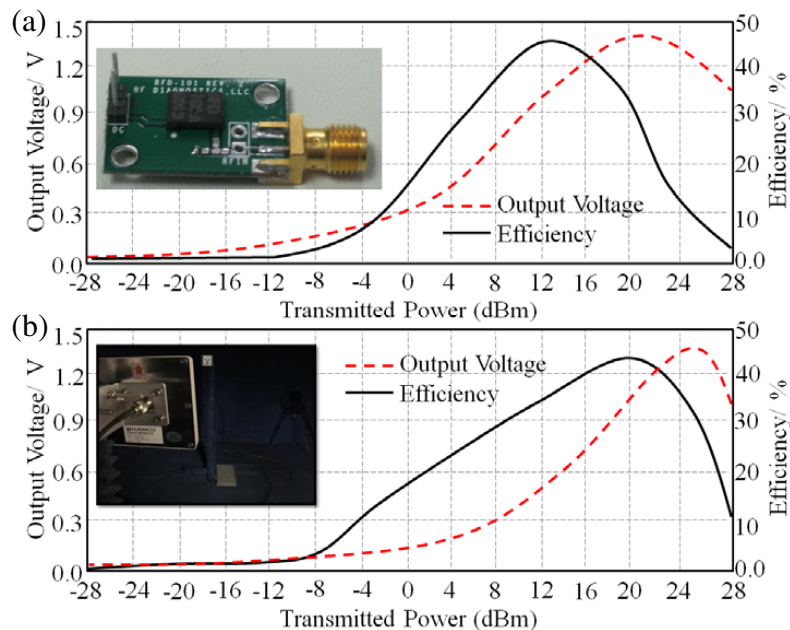 (a)
Output Voltage/ V
1.5
1.2
0.9
0.6
0.3
0.0
RFD-101 REV
RF DIAGNOSTICS, LLC
DC
RFIN
Output Voltage
Efficiency
50
40
30
20
10
0.0
Efficiency/ %
-28 -24 -20 -16 -12 -8 -4 0 4 8 12 16 20 24 28
Transmitted Power (dBm)
(b)
Output Voltage/ V
1.5
1.2
0.9
0.6
0.3
0.0
Output Voltage
Efficiency
50
40
30
20
10
0.0
Efficiency/ %
-28 -24 -20 -16 -12 -8 -4 0 4 8 12 16 20 24 28
Transmitted Power (dBm)